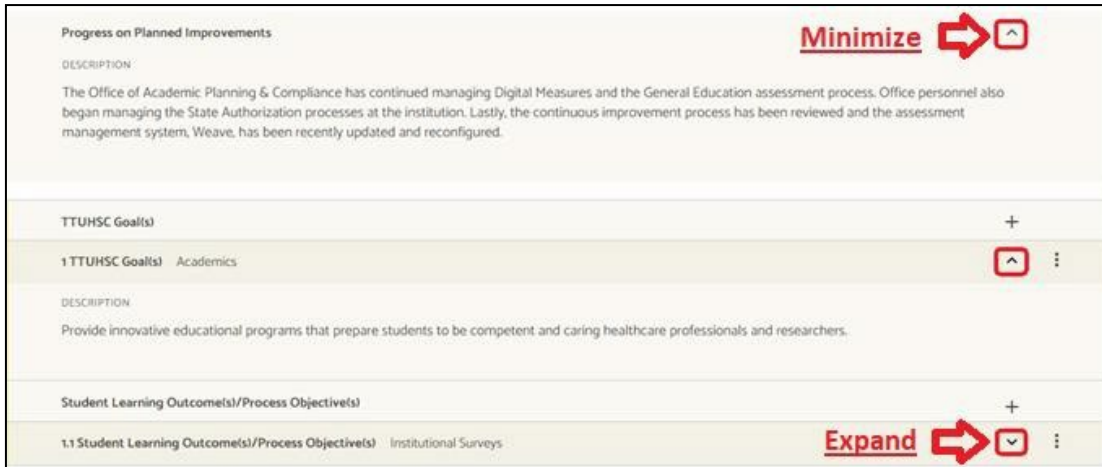 Progress on Planned Improvements
Minimize
DESCRIPTION
The Office of Academic Planning & Compliance has continued managing Digital Measures and the General Education assessment process. Office personnel also
began managing the State Authorization processes at the institution. Lastly, the continuous improvement process has been reviewed and the assessment
management system, Weave, has been recently updated and reconfigured.
TTUHSC Goal(s)
1 TTUHSC Goal(s) Academics
DESCRIPTION
Provide innovative educational programs that prepare students to be competent and caring healthcare professionals and researchers.
Student Learning Outcome(s)/Process Objective(s)
1.1 Student Learning Outcome(s)/Process Objective(s) Institutional Surveys
Expand